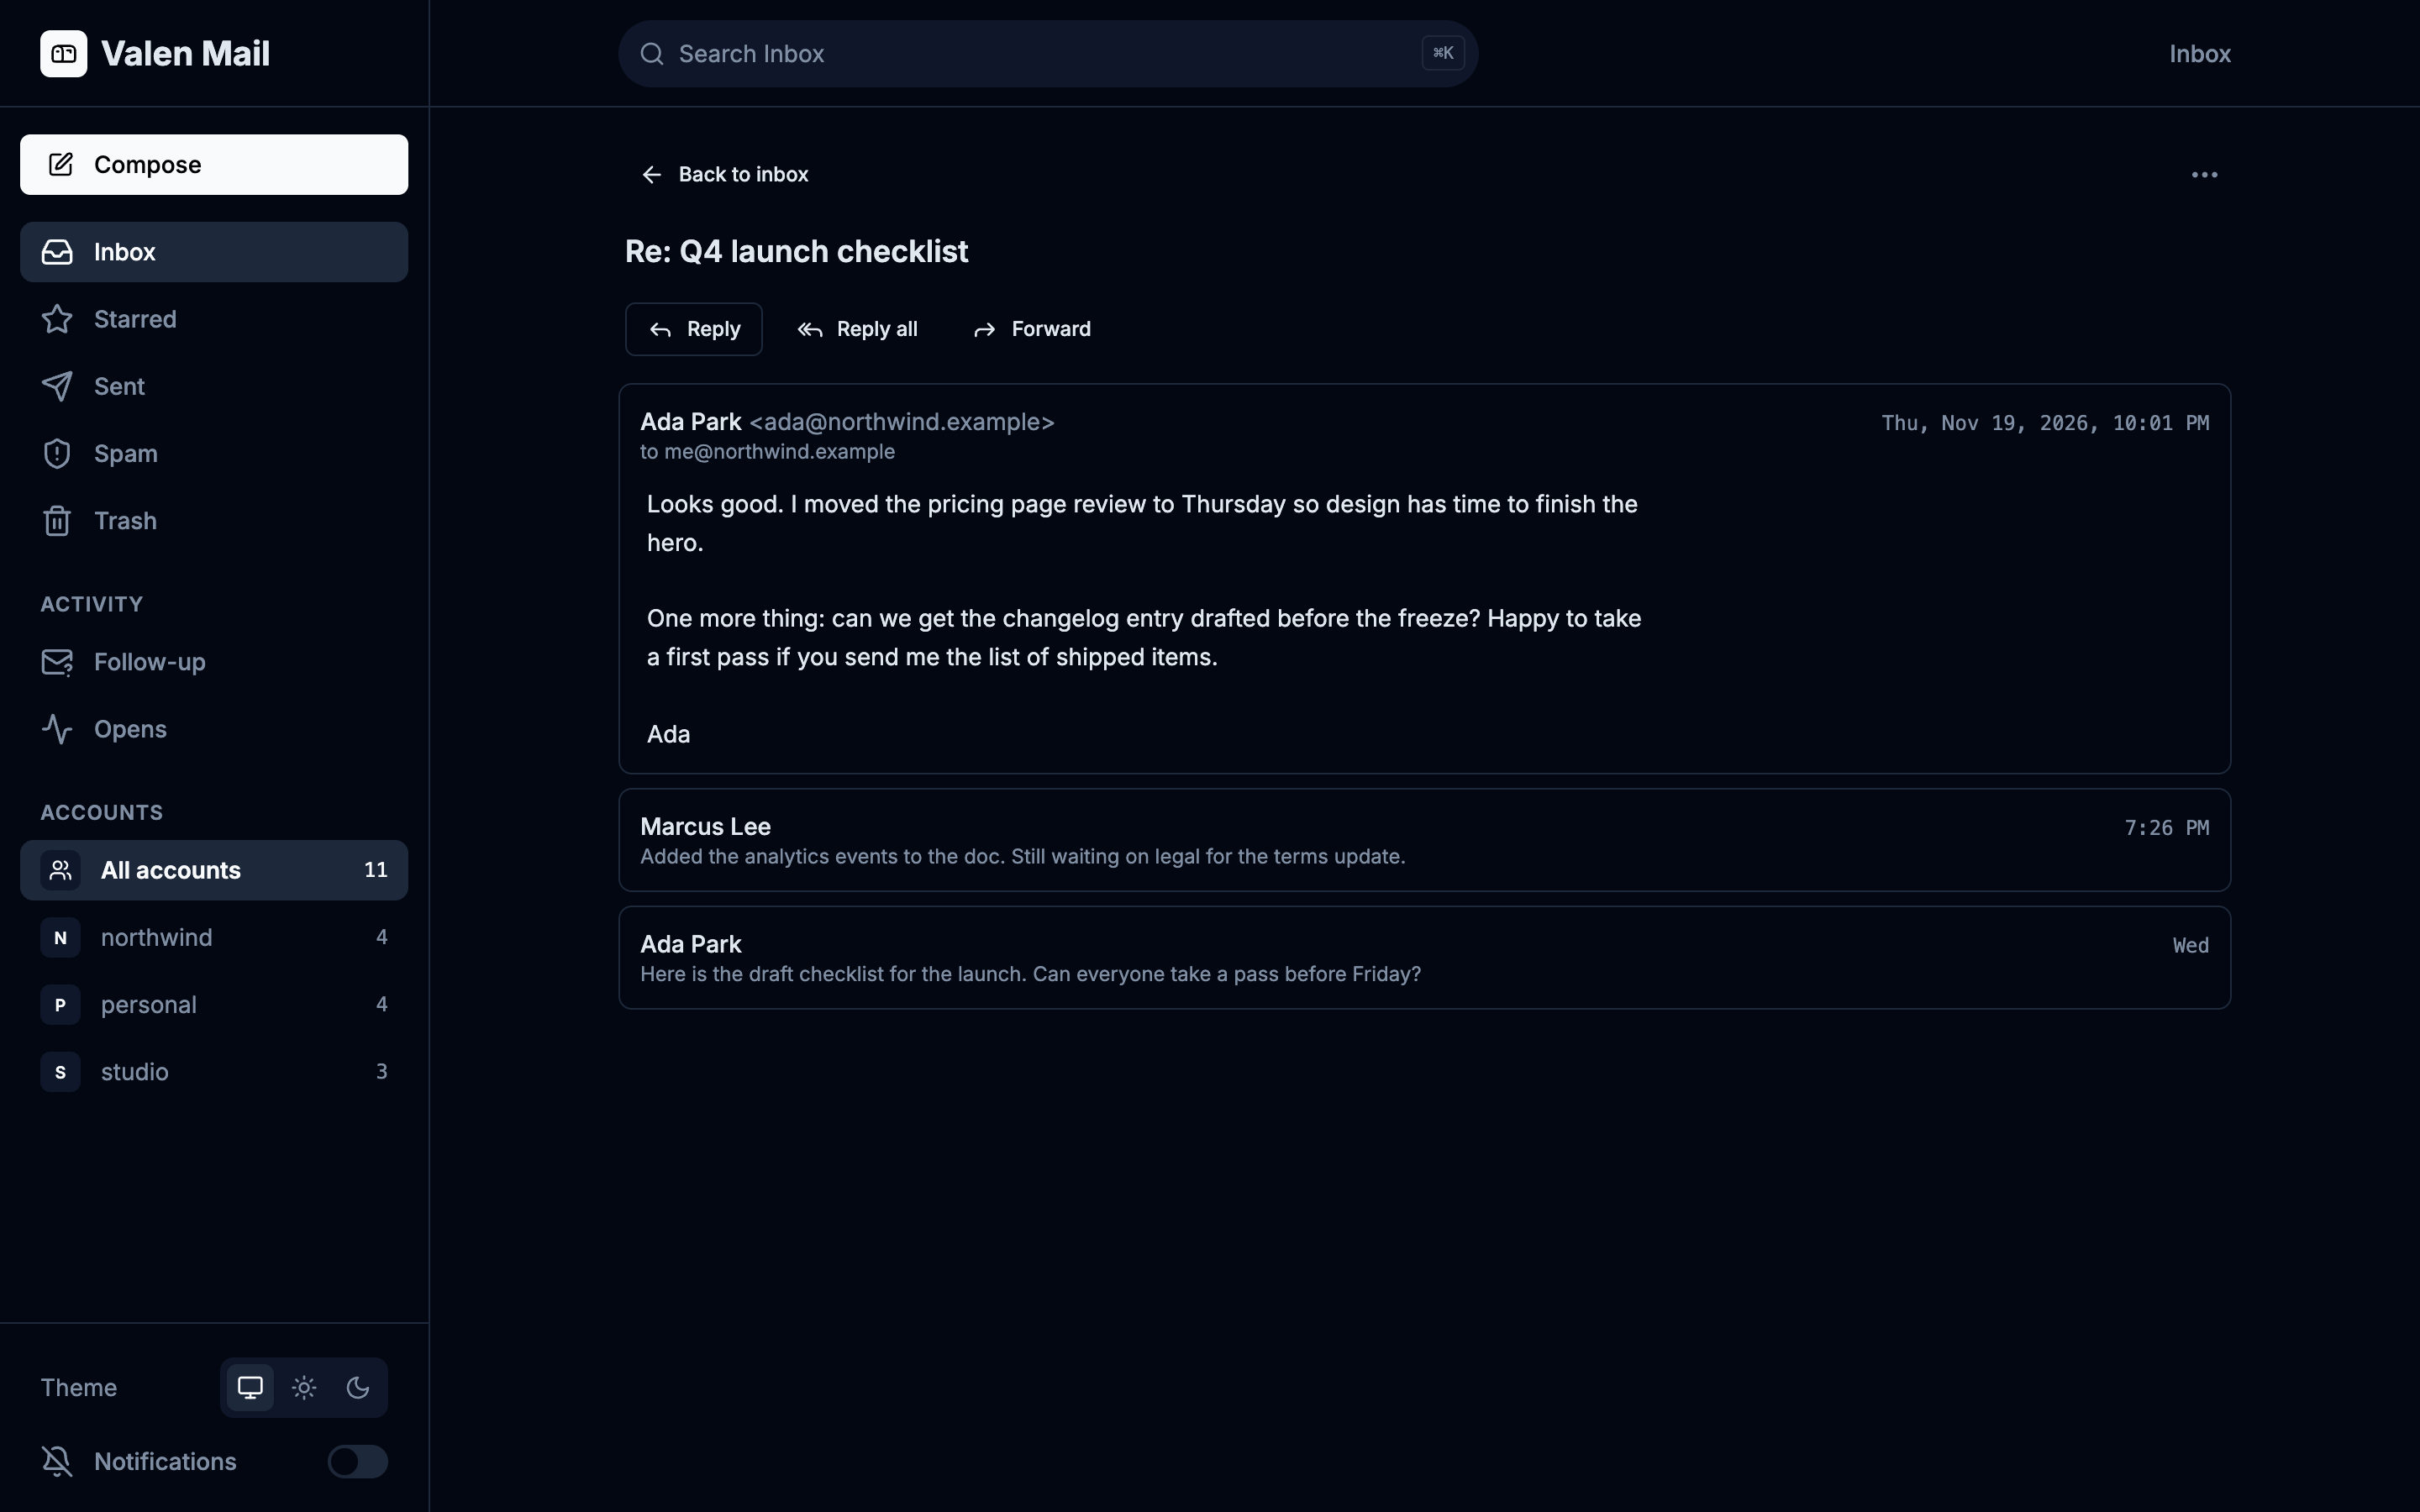 Valen Mail
Search Inbox
⌘K
Inbox
Compose
Inbox
Starred
Sent
Spam
Trash
ACTIVITY
Follow-up
Opens
ACCOUNTS
All accounts 11
N northwind 4
P personal 4
S studio 3
Theme
Notifications
Back to inbox
Re: Q4 launch checklist
Reply
Reply all
Forward
Ada Park <ada@northwind.example>
Thu, Nov 19, 2026, 10:01 PM
to me@northwind.example
Looks good. I moved the pricing page review to Thursday so design has time to finish the
hero.
One more thing: can we get the changelog entry drafted before the freeze? Happy to take
a first pass if you send me the list of shipped items.
Ada
Marcus Lee
7:26 PM
Added the analytics events to the doc. Still waiting on legal for the terms update.
Ada Park
Wed
Here is the draft checklist for the launch. Can everyone take a pass before Friday?